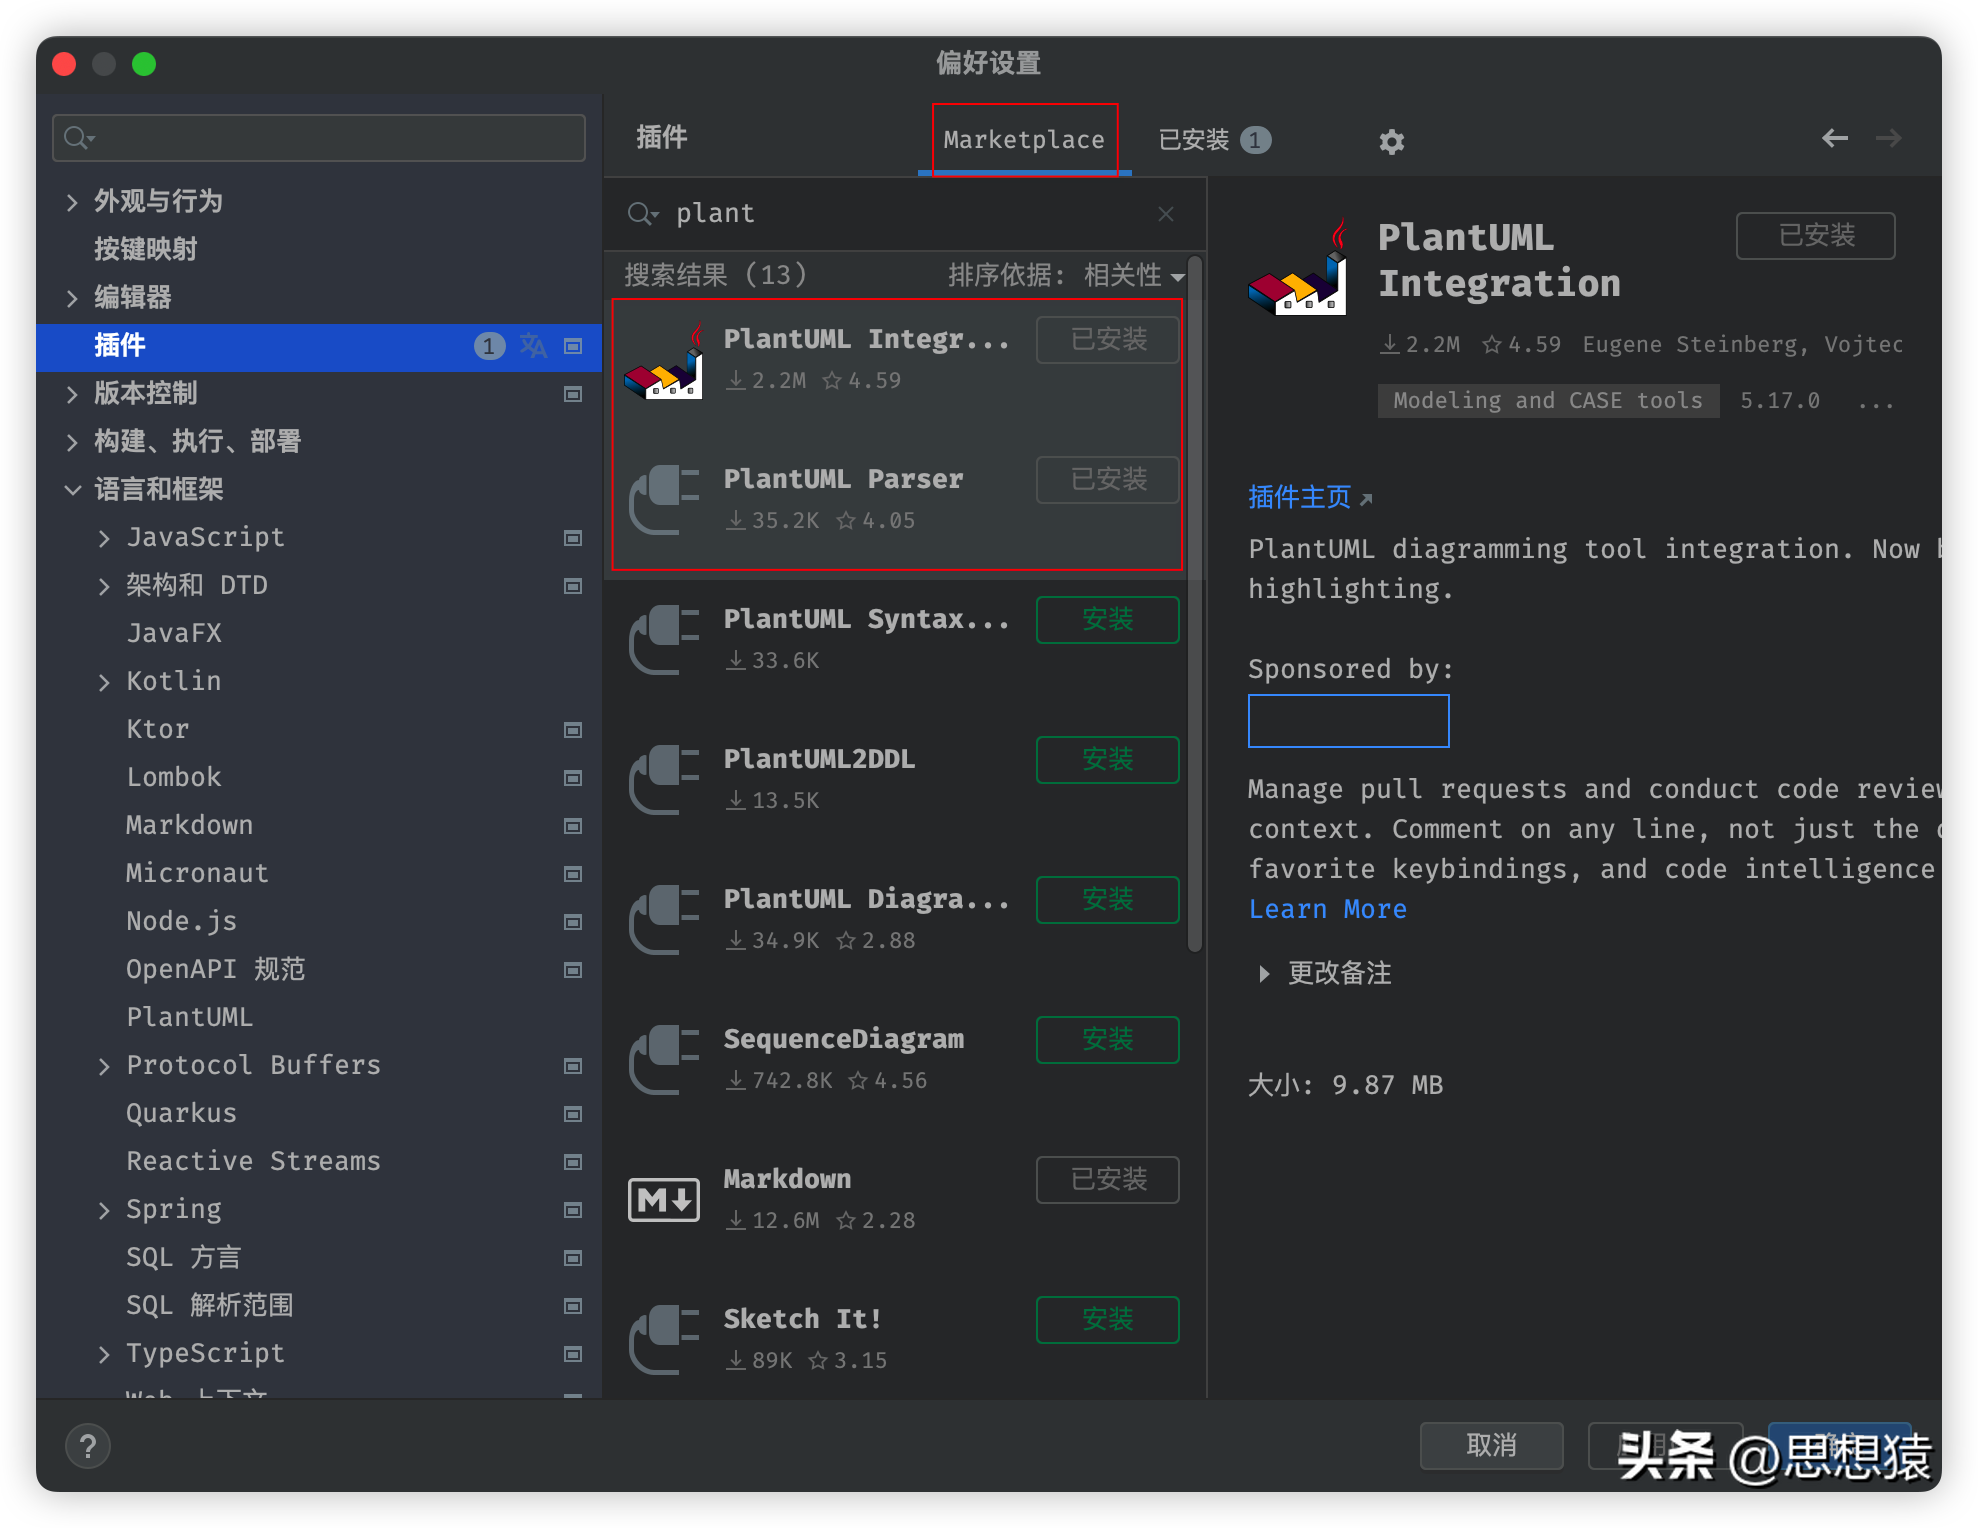 偏好设置
外观与行为
按键映射
编辑器
插件 1
版本控制
构建、执行、部署
语言和框架
JavaScript
架构和 DTD
JavaFX
Kotlin
Ktor
Lombok
Markdown
Micronaut
Node.js
OpenAPI 规范
PlantUML
Protocol Buffers
Quarkus
Reactive Streams
Spring
SQL 方言
SQL 解析范围
TypeScript
Web 上下文
?
插件 Marketplace 已安装 1
plant
搜索结果 (13) 排序依据: 相关性
PlantUML Integr... 已安装
2.2M 4.59
PlantUML Parser 已安装
35.2K 4.05
PlantUML Syntax... 安装
33.6K
PlantUML2DDL 安装
13.5K
PlantUML Diagra... 安装
34.9K 2.88
SequenceDiagram 安装
742.8K 4.56
Markdown 已安装
12.6M 2.28
Sketch It! 安装
89K 3.15
PlantUML Integration 已安装
2.2M 4.59 Eugene Steinberg, Vojtec
Modeling and CASE tools 5.17.0 ...
插件主页
PlantUML diagramming tool integration. Now
highlighting.
Sponsored by:
Manage pull requests and conduct code review
context. Comment on any line, not just the
favorite keybindings, and code intelligence
Learn More
更改备注
大小: 9.87 MB
取消
头条 @思想猿